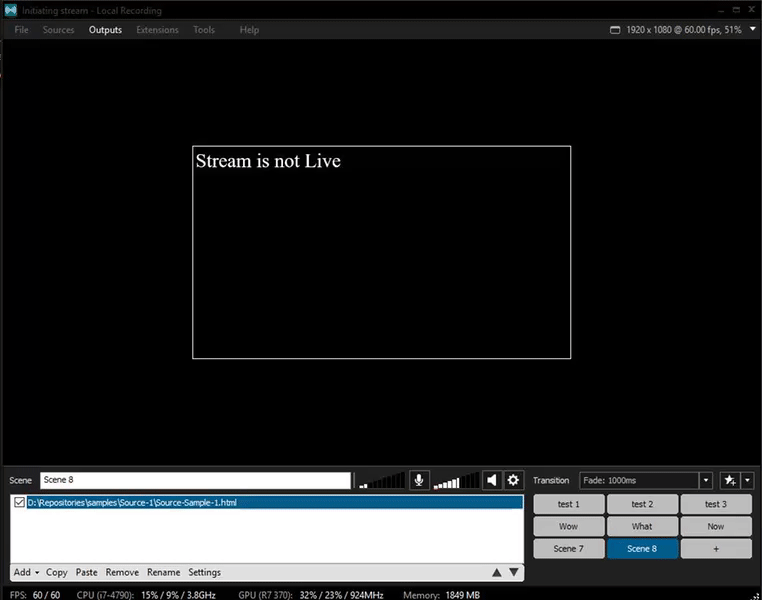 Initiating stream - Local Recording
File Sources Outputs Extensions Tools Help 1920 x 1080 @ 60.00 fps, 51%
Stream is not Live
Scene Scene 8 Transition Fade: 1000ms
D:\Repositories\samples\Source-1\Source-Sample-1.html
test 1 test 2 test 3
Wow What Now
Scene 7 Scene 8 +
Add Copy Paste Remove Rename Settings
FPS: 60 / 60 CPU (i7-4790): 15% / 9% / 3.8GHz GPU (R7 370): 32% / 23% / 924MHz Memory: 1849 MB